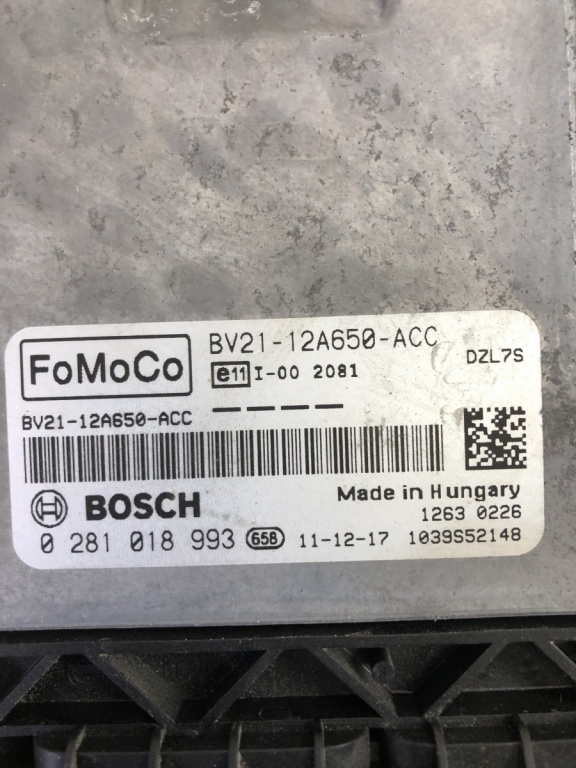 FoMoCo
BV21-12A650-ACC
DZL7S
e11 I-00 2081
BV21-12A650-ACC
BOSCH
Made in Hungary
1263 0226
0 281 018 993 658 11-12-17 1039S52148